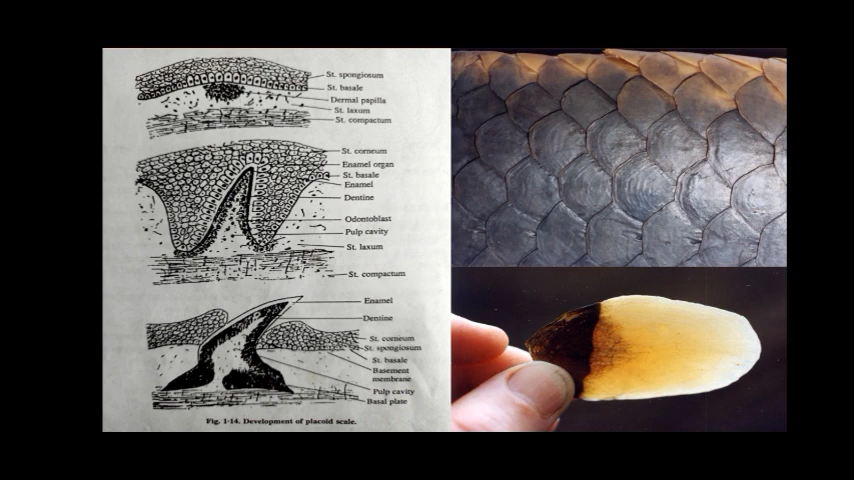 St. spongiosum
St. basale
Dermal papilla
St. laxum
St. compactum
St. corneum
Enamel organ
St. basale
Enamel
Dentine
Odontoblast
Pulp cavity
St. laxum
St. compactum
Enamel
Dentine
St. corneum
St. spongiosum
St. basale
Basement
membrane
Pulp cavity
Basal plate
Fig. 1·14. Development of placoid scale.